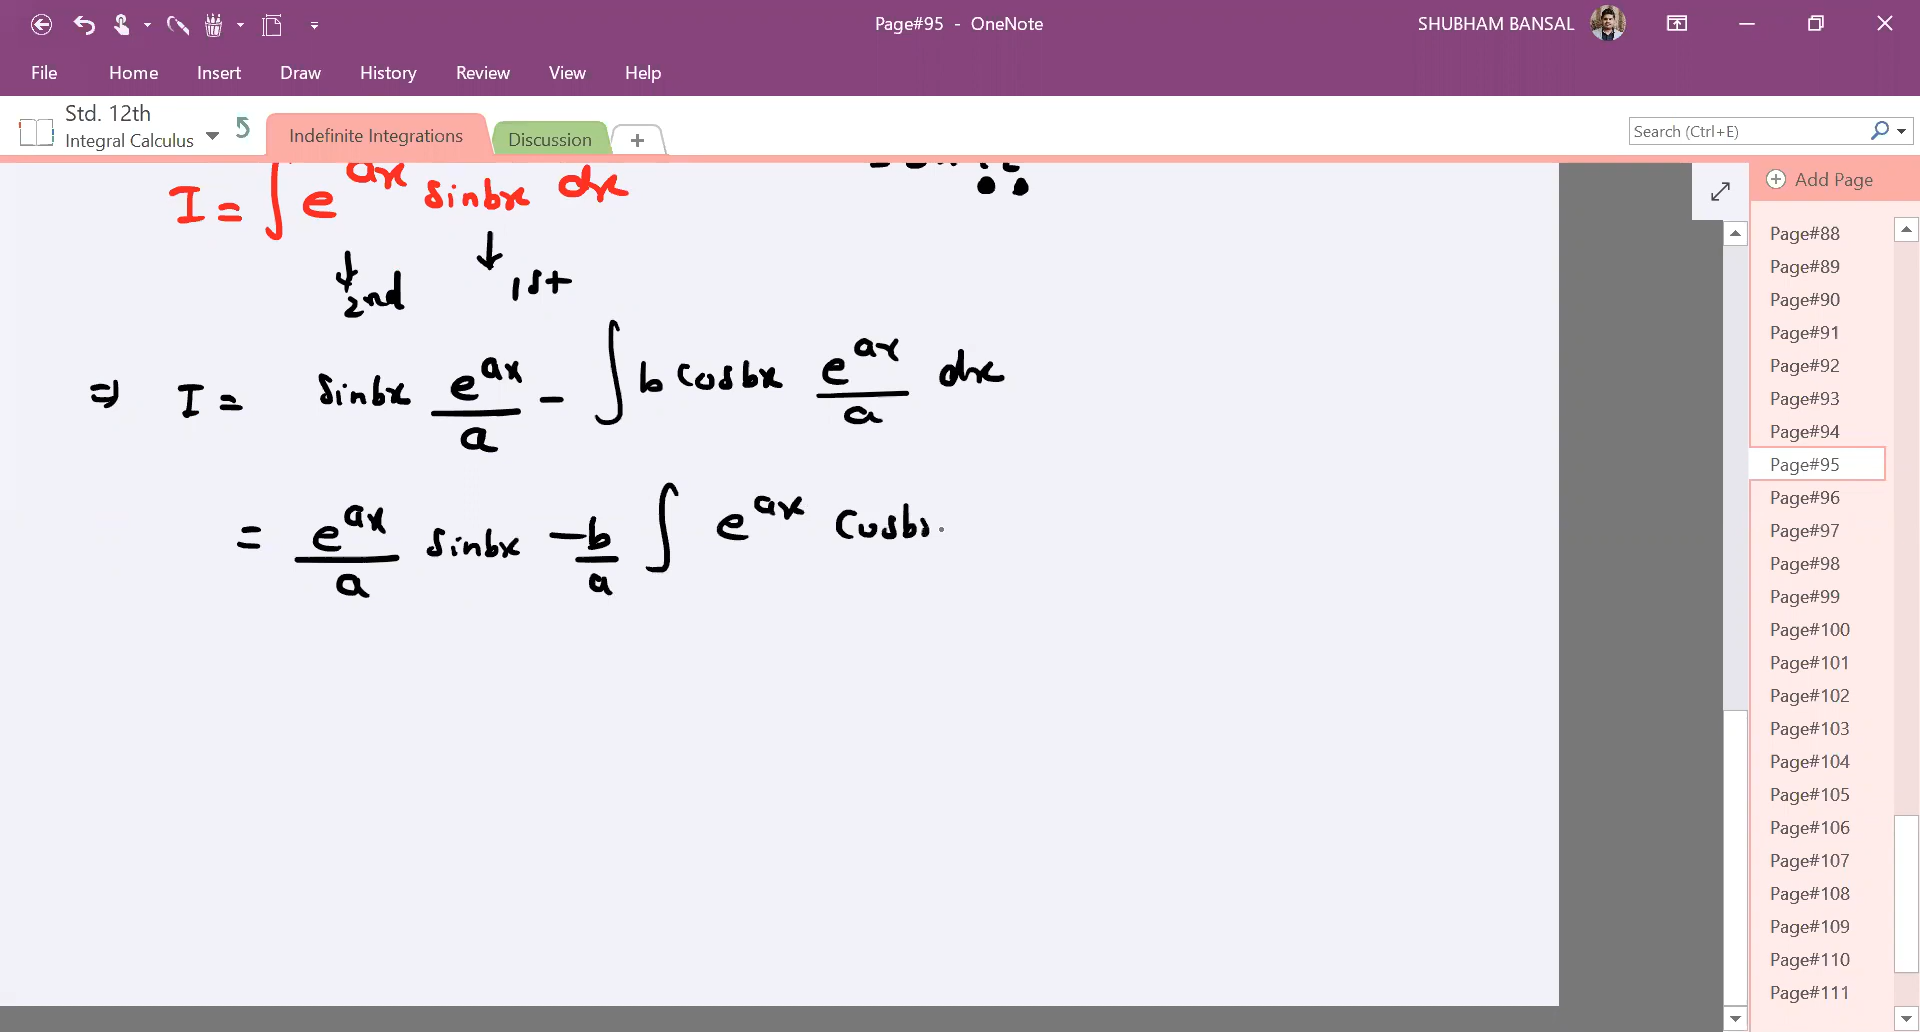 Page#95 - OneNote
SHUBHAM BANSAL
File Home Insert Draw History Review View Help
Std. 12th
Integral Calculus
Indefinite Integrations
Discussion
+
Search (Ctrl+E)
Add Page
I = ∫ e^ax sinbx dx
2nd 1st
⇒ I = sinbx e^ax/a - ∫ b cosbx e^ax/a dx
= e^ax/a sinbx - b/a ∫ e^ax cosbx
Page#88
Page#89
Page#90
Page#91
Page#92
Page#93
Page#94
Page#95
Page#96
Page#97
Page#98
Page#99
Page#100
Page#101
Page#102
Page#103
Page#104
Page#105
Page#106
Page#107
Page#108
Page#109
Page#110
Page#111